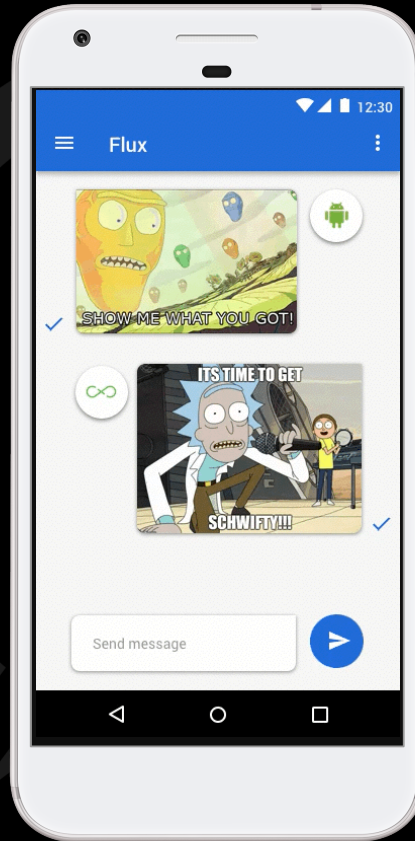 12:30
Flux
SHOW ME WHAT YOU GOT!
ITS TIME TO GET
SCHWIFTY!!!
Send message